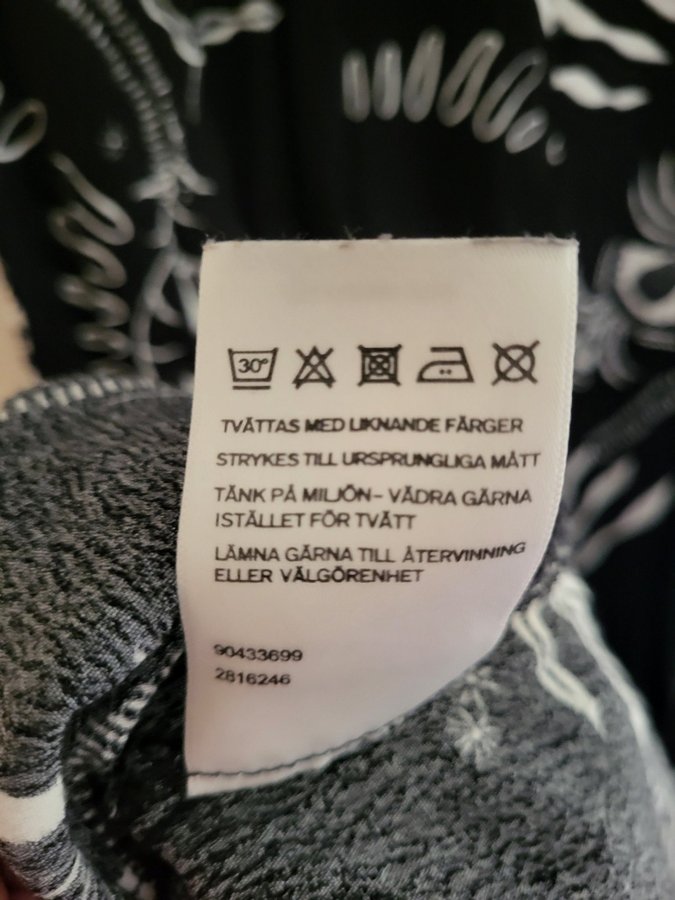 30°
TVÄTTAS MED LIKNANDE FÄRGER
STRYKES TILL URSPRUNGLIGA MÅTT
TÄNK PÅ MILJÖN - VÄDRA GÄRNA
ISTÄLLET FÖR TVÄTT
LÄMNA GÄRNA TILL ÅTERVINNING
ELLER VÄLGÖRENHET
90433699
2816246